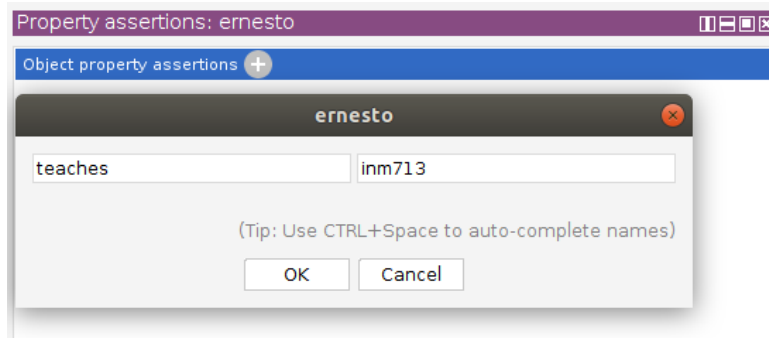 Property assertions: ernesto
Object property assertions
ernesto
teaches inm713
(Tip: Use CTRL+Space to auto-complete names)
OK Cancel